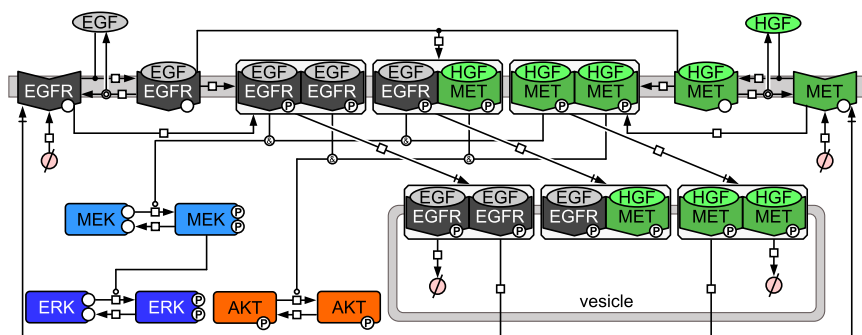 EGF
HGF
EGF
EGF EGF
EGF HGF
HGF HGF
HGF
EGFR
EGFR
EGFR EGFR
EGFR MET
MET MET
MET
MET
P P P P P P
& & & &
EGF EGF
EGF HGF
HGF HGF
EGFR EGFR
EGFR MET
MET MET
P P P P P P
MEK
MEK
P
P
vesicle
ERK
ERK
P
P
AKT
P
AKT
P